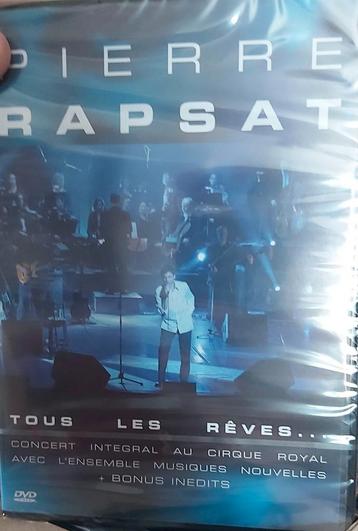 PIERRE
RAPSAT
TOUS LES RÊVES...
CONCERT INTEGRAL AU CIRQUE ROYAL
AVEC L'ENSEMBLE MUSIQUES NOUVELLES
+ BONUS INEDITS
DVD